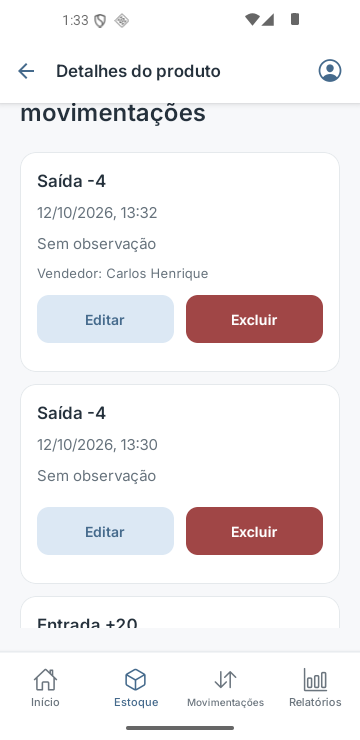 1:33
Detalhes do produto
movimentações
Saída -4
12/10/2026, 13:32
Sem observação
Vendedor: Carlos Henrique
Editar
Excluir
Saída -4
12/10/2026, 13:30
Sem observação
Editar
Excluir
Entrada +20
Início
Estoque
Movimentações
Relatórios